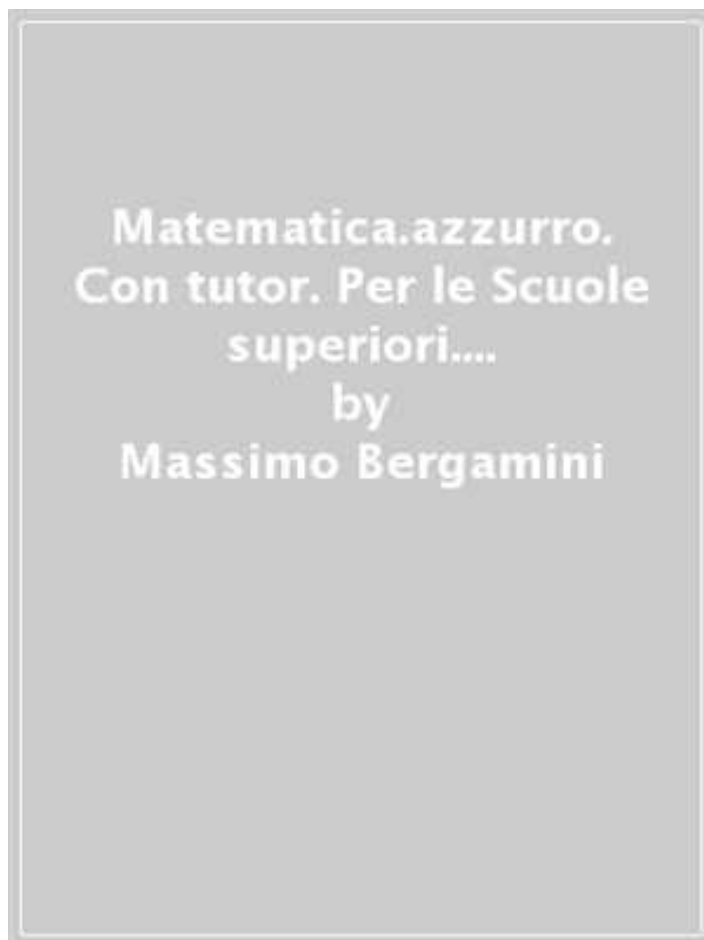 Matematica.azzurro.
Con tutor. Per le Scuole
superiori....
by
Massimo Bergamini